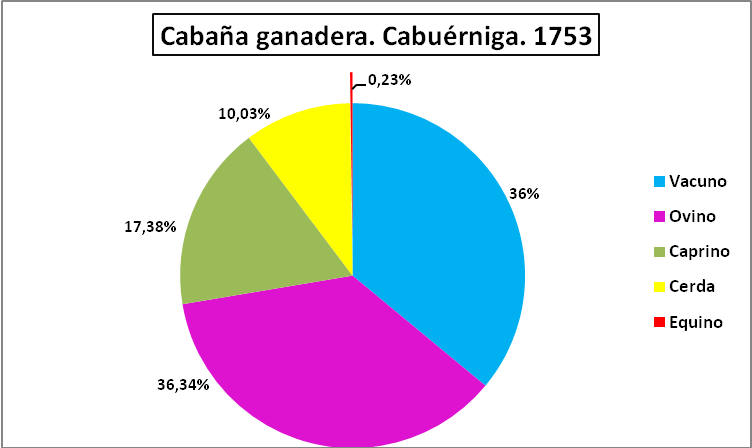 Cabaña ganadera. Cabuérniga. 1753
0,23%
10,03%
36%
17,38%
36,34%
Vacuno
Ovino
Caprino
Cerda
Equino